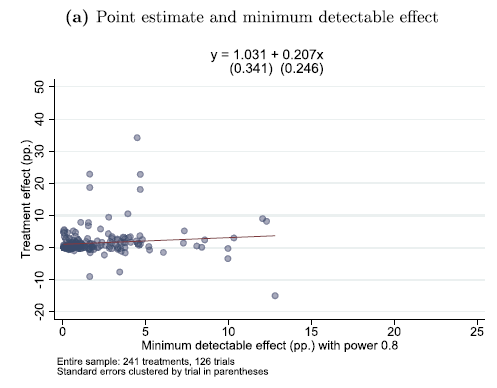 (a) Point estimate and minimum detectable effect
y = 1.031 + 0.207x
(0.341) (0.246)
Treatment effect (pp.)
50
40
30
20
10
0
-10
-20
0 5 10 15 20 25
Minimum detectable effect (pp.) with power 0.8
Entire sample: 241 treatments, 126 trials
Standard errors clustered by trial in parentheses